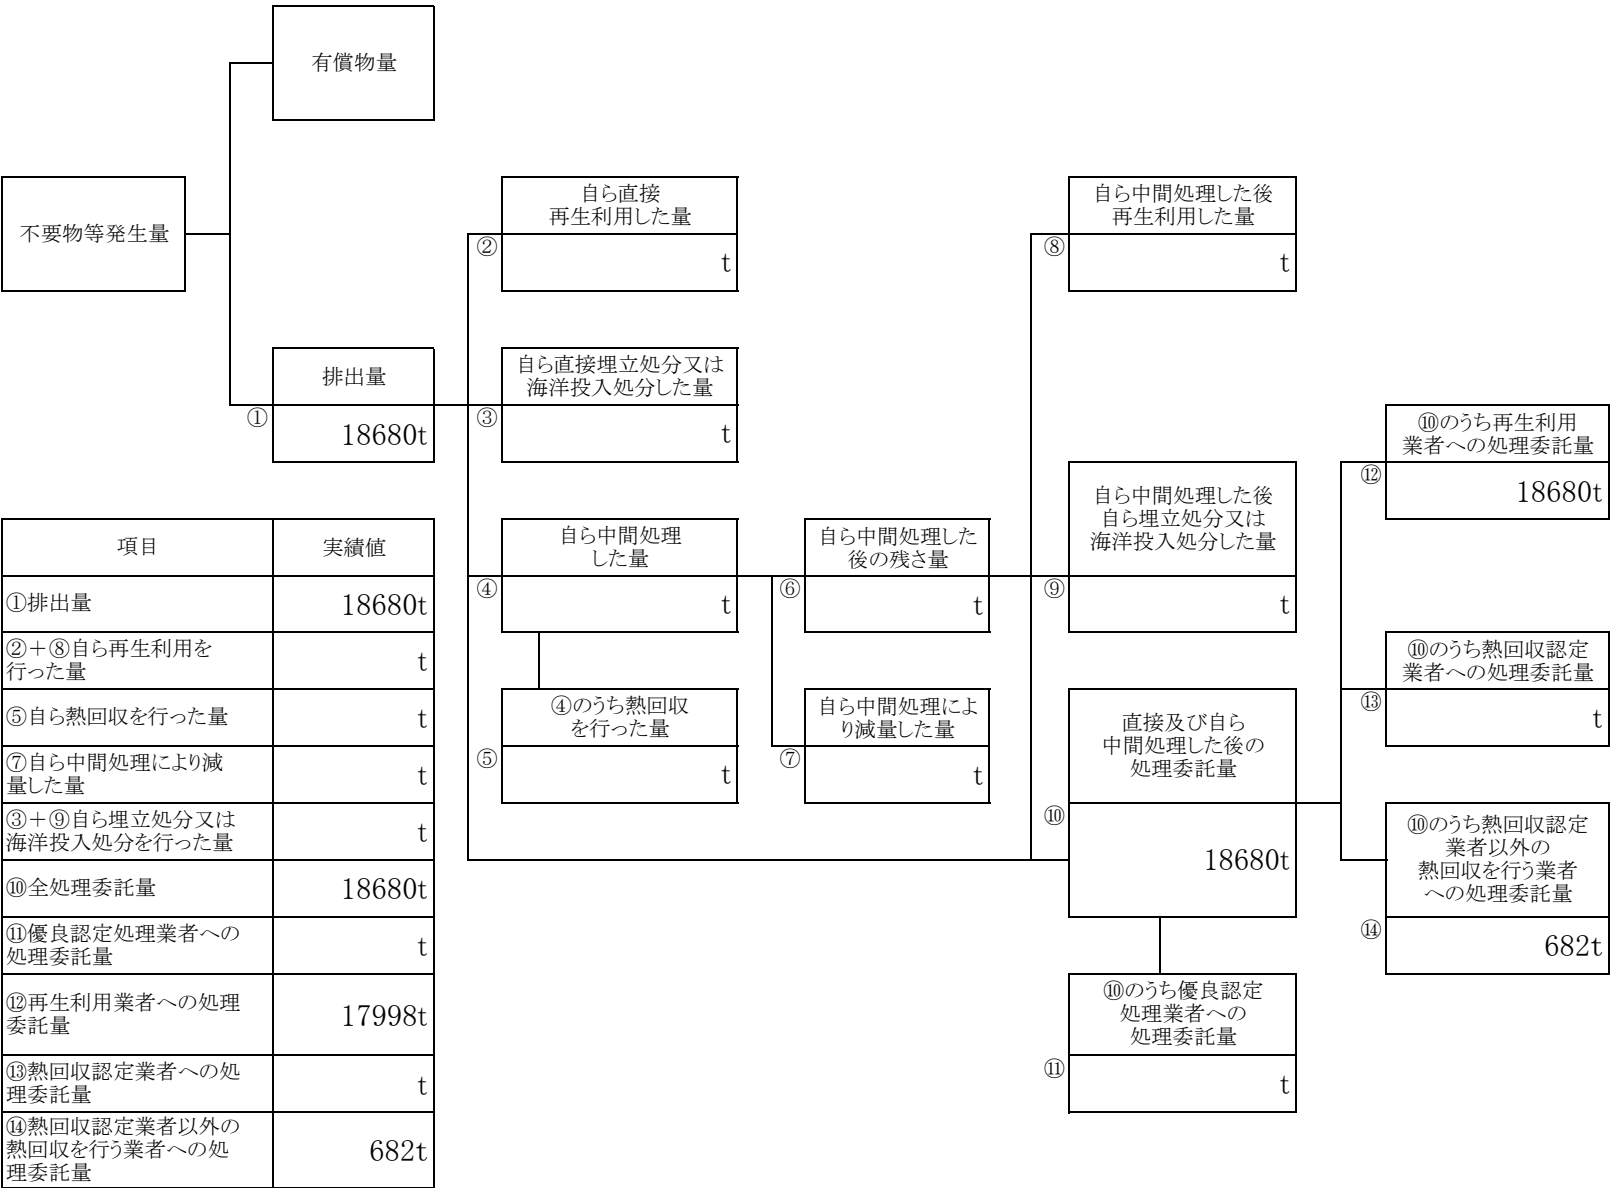 有償物量
不要物等発生量
排出量
①
18680t
自ら直接
再生利用した量
②
t
自ら直接埋立処分又は
海洋投入処分した量
③
t
自ら中間処理
した量
④
t
④のうち熱回収
を行った量
⑤
t
自ら中間処理した
後の残さ量
⑥
t
自ら中間処理によ
り減量した量
⑦
t
自ら中間処理した後
再生利用した量
⑧
t
自ら中間処理した後
自ら埋立処分又は
海洋投入処分した量
⑨
t
直接及び自ら
中間処理した後の
処理委託量
⑩
18680t
⑩のうち優良認定
処理業者への
処理委託量
⑪
t
⑩のうち再生利用
業者への処理委託量
⑫
18680t
⑩のうち熱回収認定
業者への処理委託量
⑬
t
⑩のうち熱回収認定
業者以外の
熱回収を行う業者
への処理委託量
⑭
682t
項目 実績値
①排出量 18680t
②＋⑧自ら再生利用を
行った量 t
⑤自ら熱回収を行った量 t
⑦自ら中間処理により減
量した量 t
③＋⑨自ら埋立処分又は
海洋投入処分を行った量 t
⑩全処理委託量 18680t
⑪優良認定処理業者への
処理委託量 t
⑫再生利用業者への処理
委託量 17998t
⑬熱回収認定業者への処
理委託量 t
⑭熱回収認定業者以外の
熱回収を行う業者への処
理委託量 682t